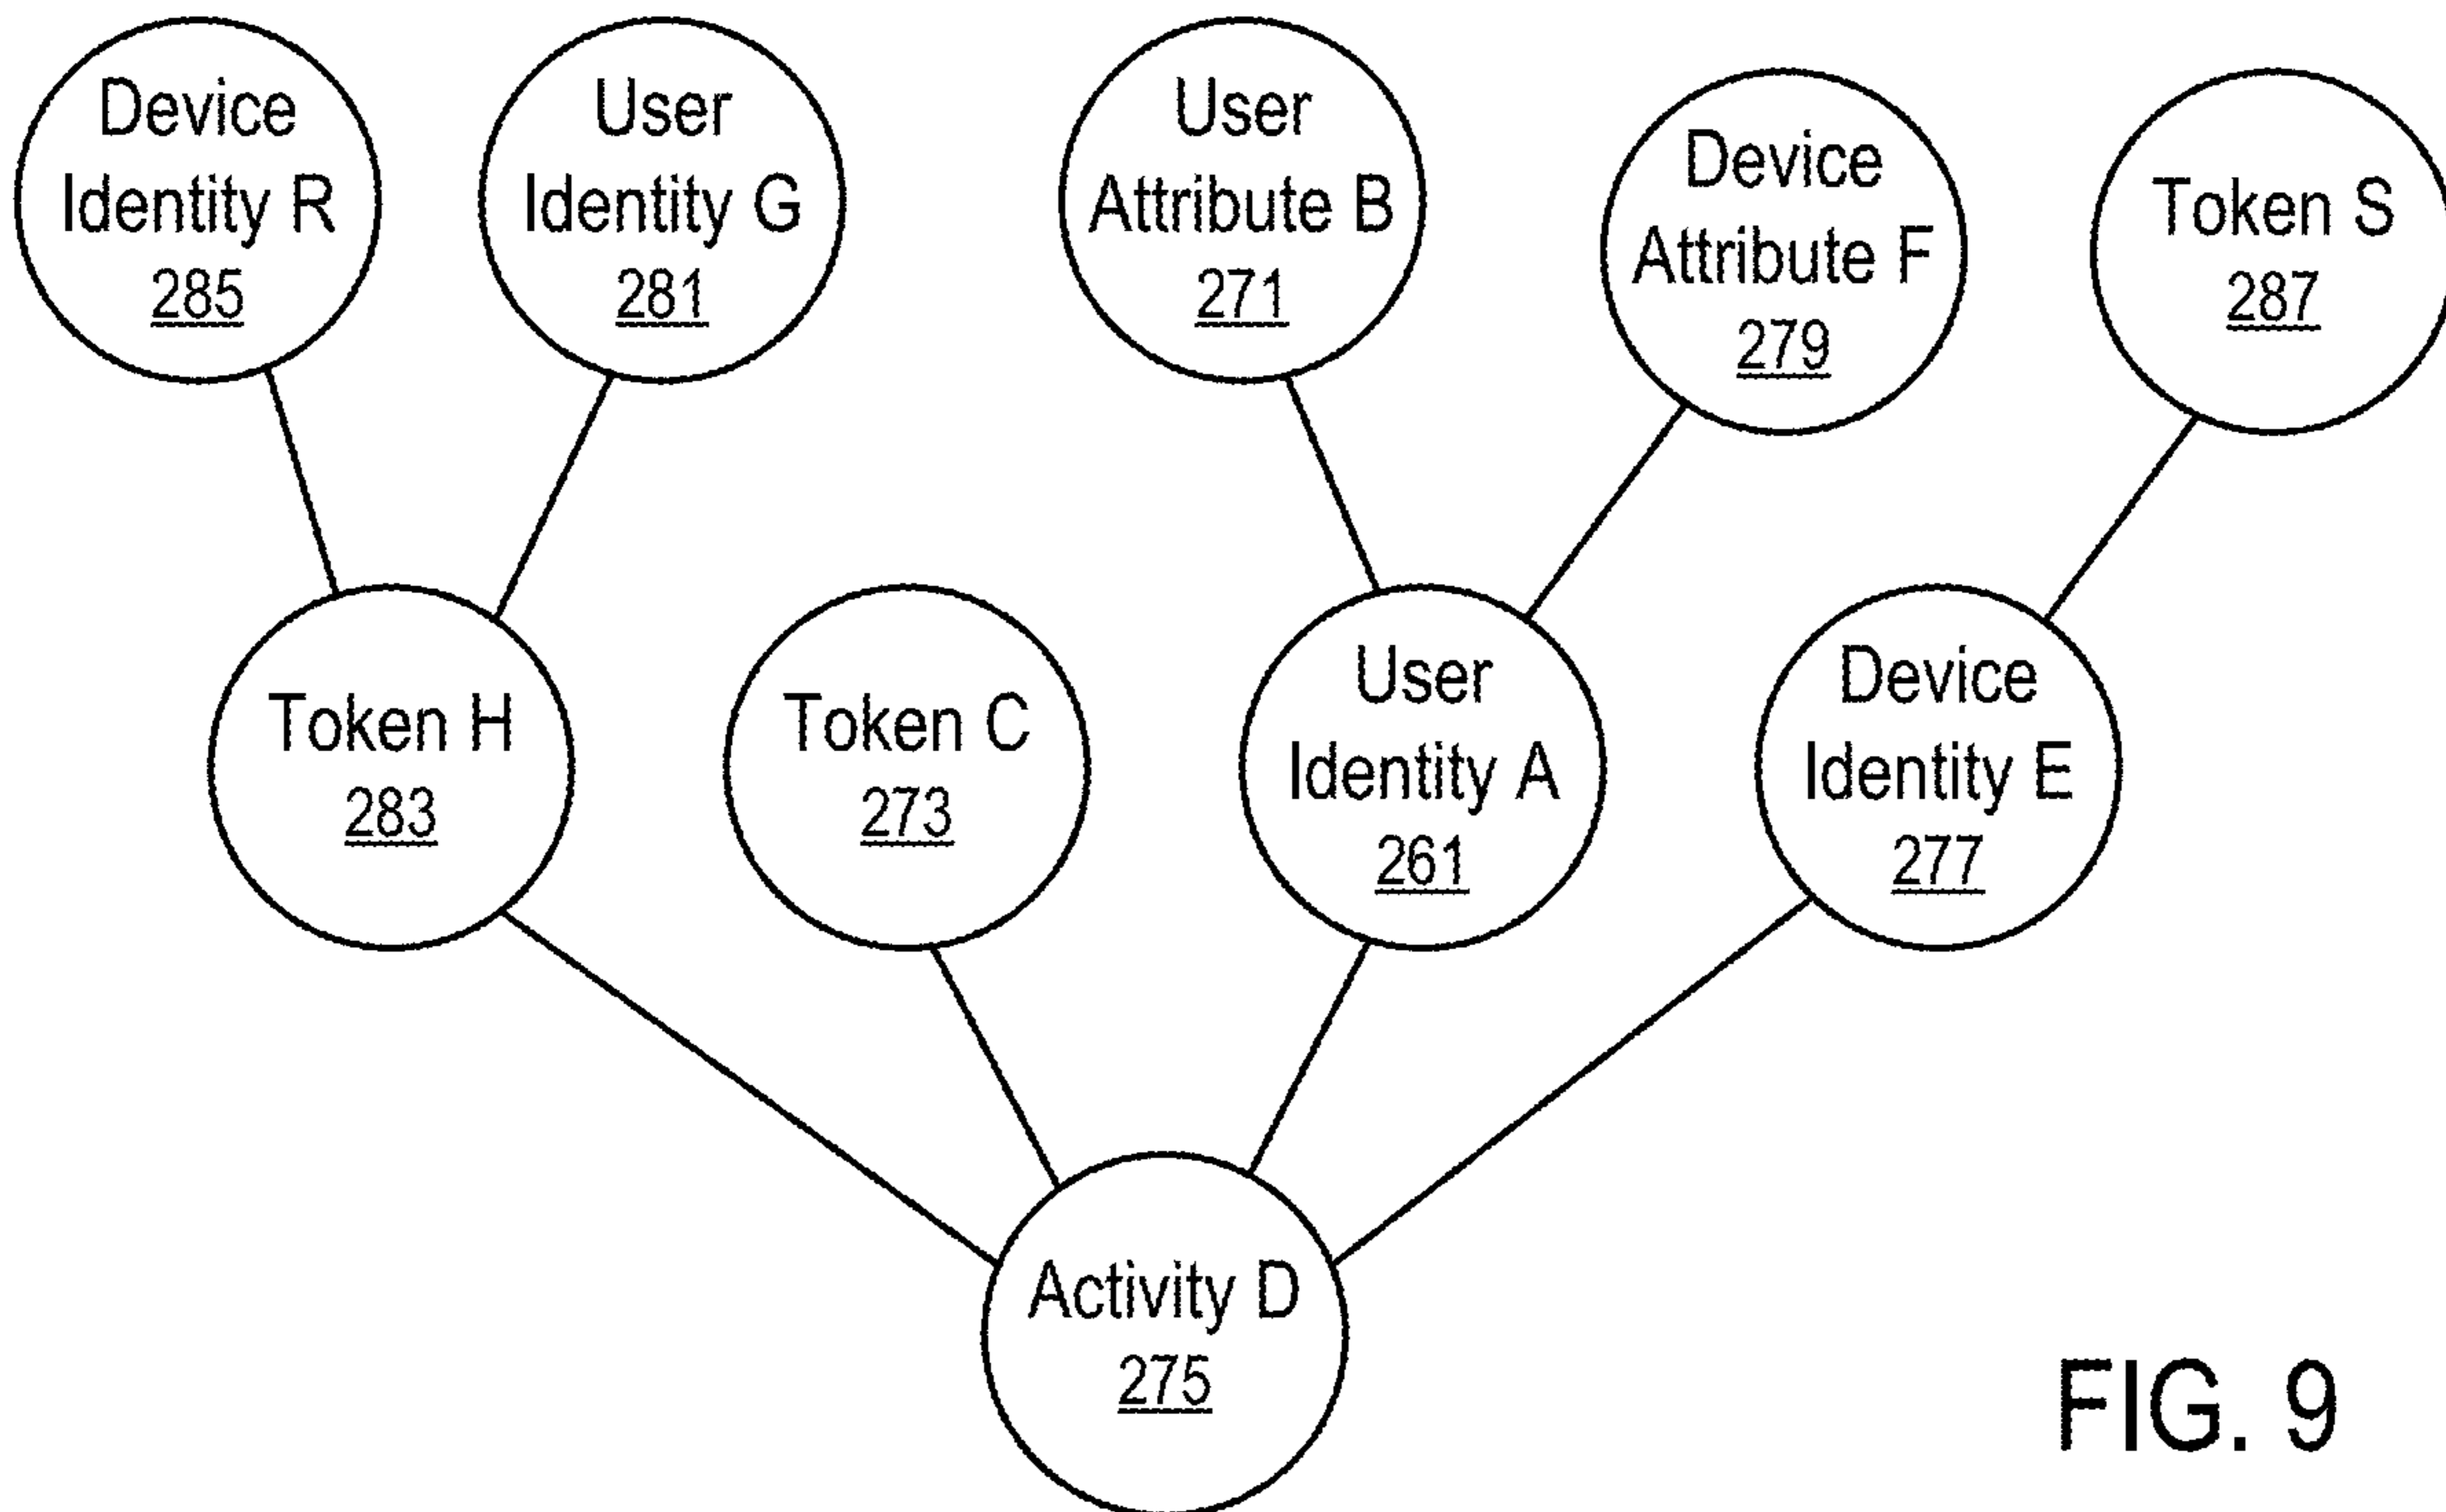 Device
Identity R
285
User
Identity G
281
User
Attribute B
271
Device
Attribute F
279
Token S
287
Token H
283
Token C
273
User
Identity A
261
Device
Identity E
277
Activity D
275
FIG. 9